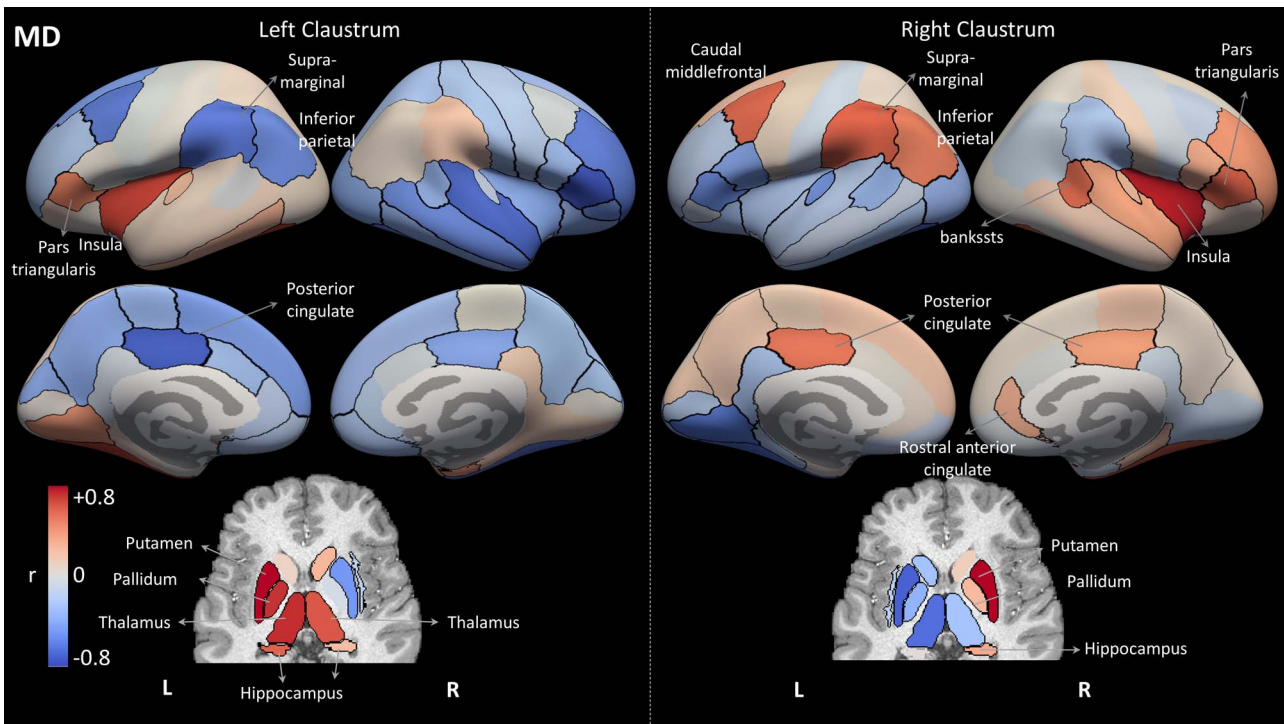 MD
Left Claustrum
Supra-
marginal
Inferior
parietal
Pars
triangularis
Insula
Posterior
cingulate
+0.8
r
0
-0.8
Putamen
Pallidum
Thalamus
Thalamus
Hippocampus
L
R
Right Claustrum
Caudal
middlefrontal
Supra-
marginal
Inferior
parietal
Pars
triangularis
bankssts
Insula
Posterior
cingulate
Rostral anterior
cingulate
Putamen
Pallidum
Hippocampus
L
R